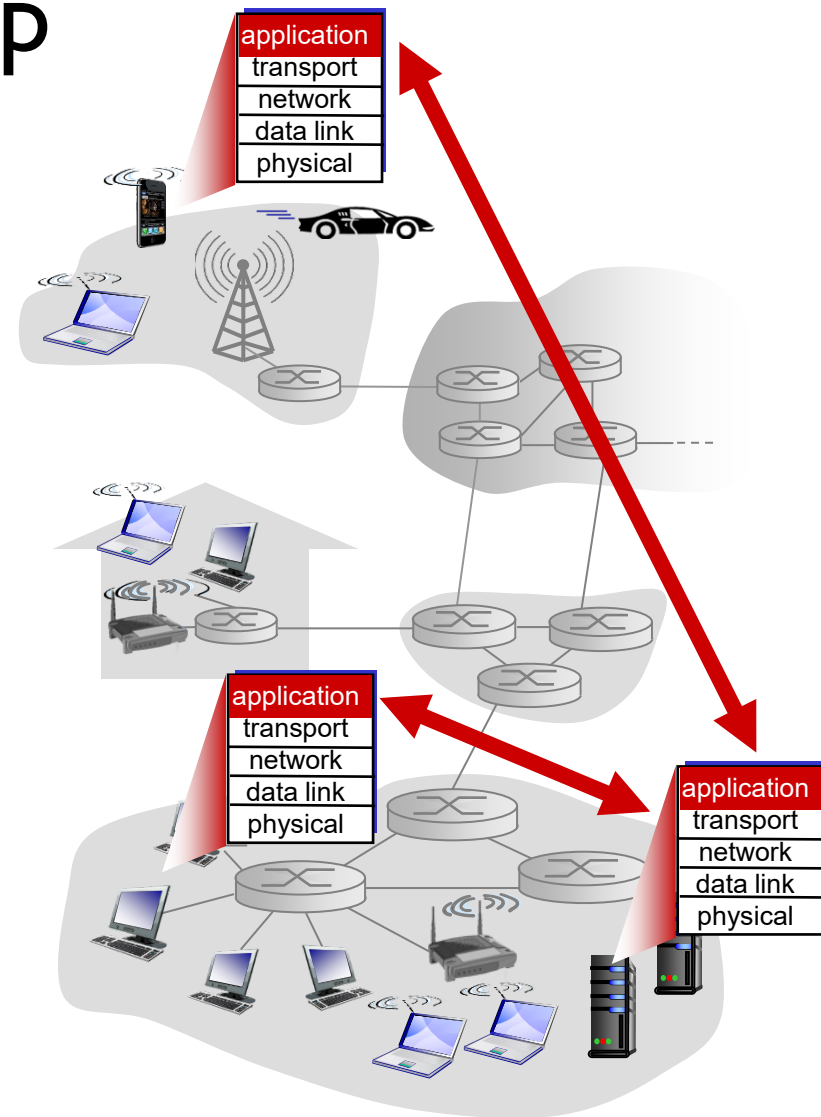 p
application
transport
network
data link
physical
application
transport
network
data link
physical
application
transport
network
data link
physical